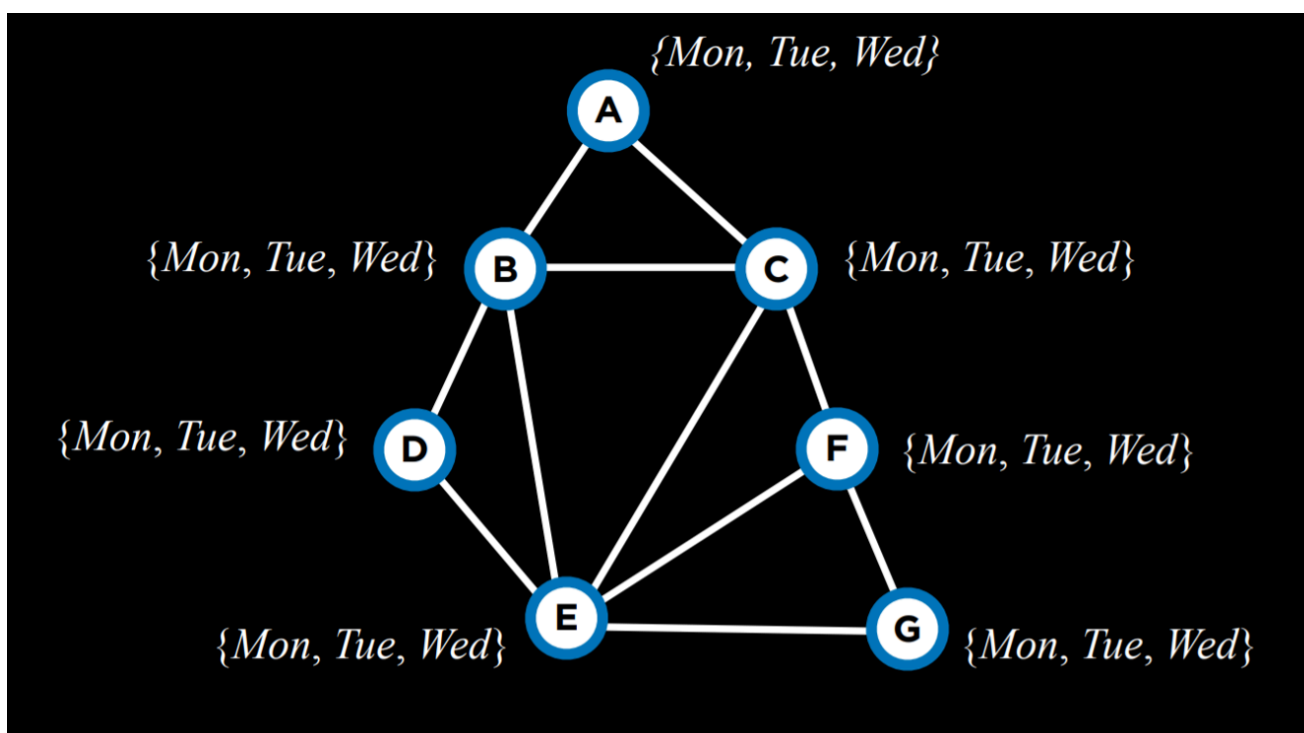 {Mon, Tue, Wed}
A
{Mon, Tue, Wed} B C {Mon, Tue, Wed}
{Mon, Tue, Wed} D F {Mon, Tue, Wed}
{Mon, Tue, Wed} E G {Mon, Tue, Wed}